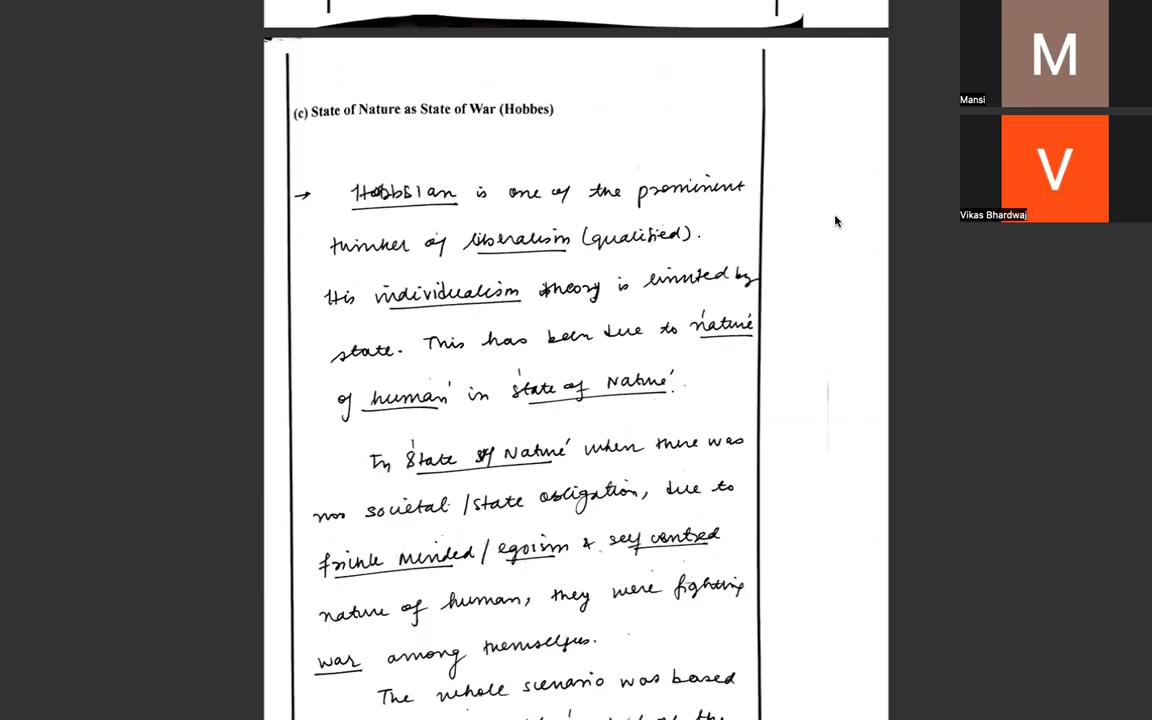 (c) State of Nature as State of War (Hobbes)
→ Hobbsian is one of the prominent
thinker of liberalism (qualified).
His individualism theory is limited by
state. This has been due to 'nature
of human' in 'State of Nature'.
In 'State of Nature' when there was
no societal/state obligation, due to
fickle minded/egoism & self centred
nature of human, they were fighting
war among themselves.
The whole scenario was based
M
Mansi
V
Vikas Bhardwaj